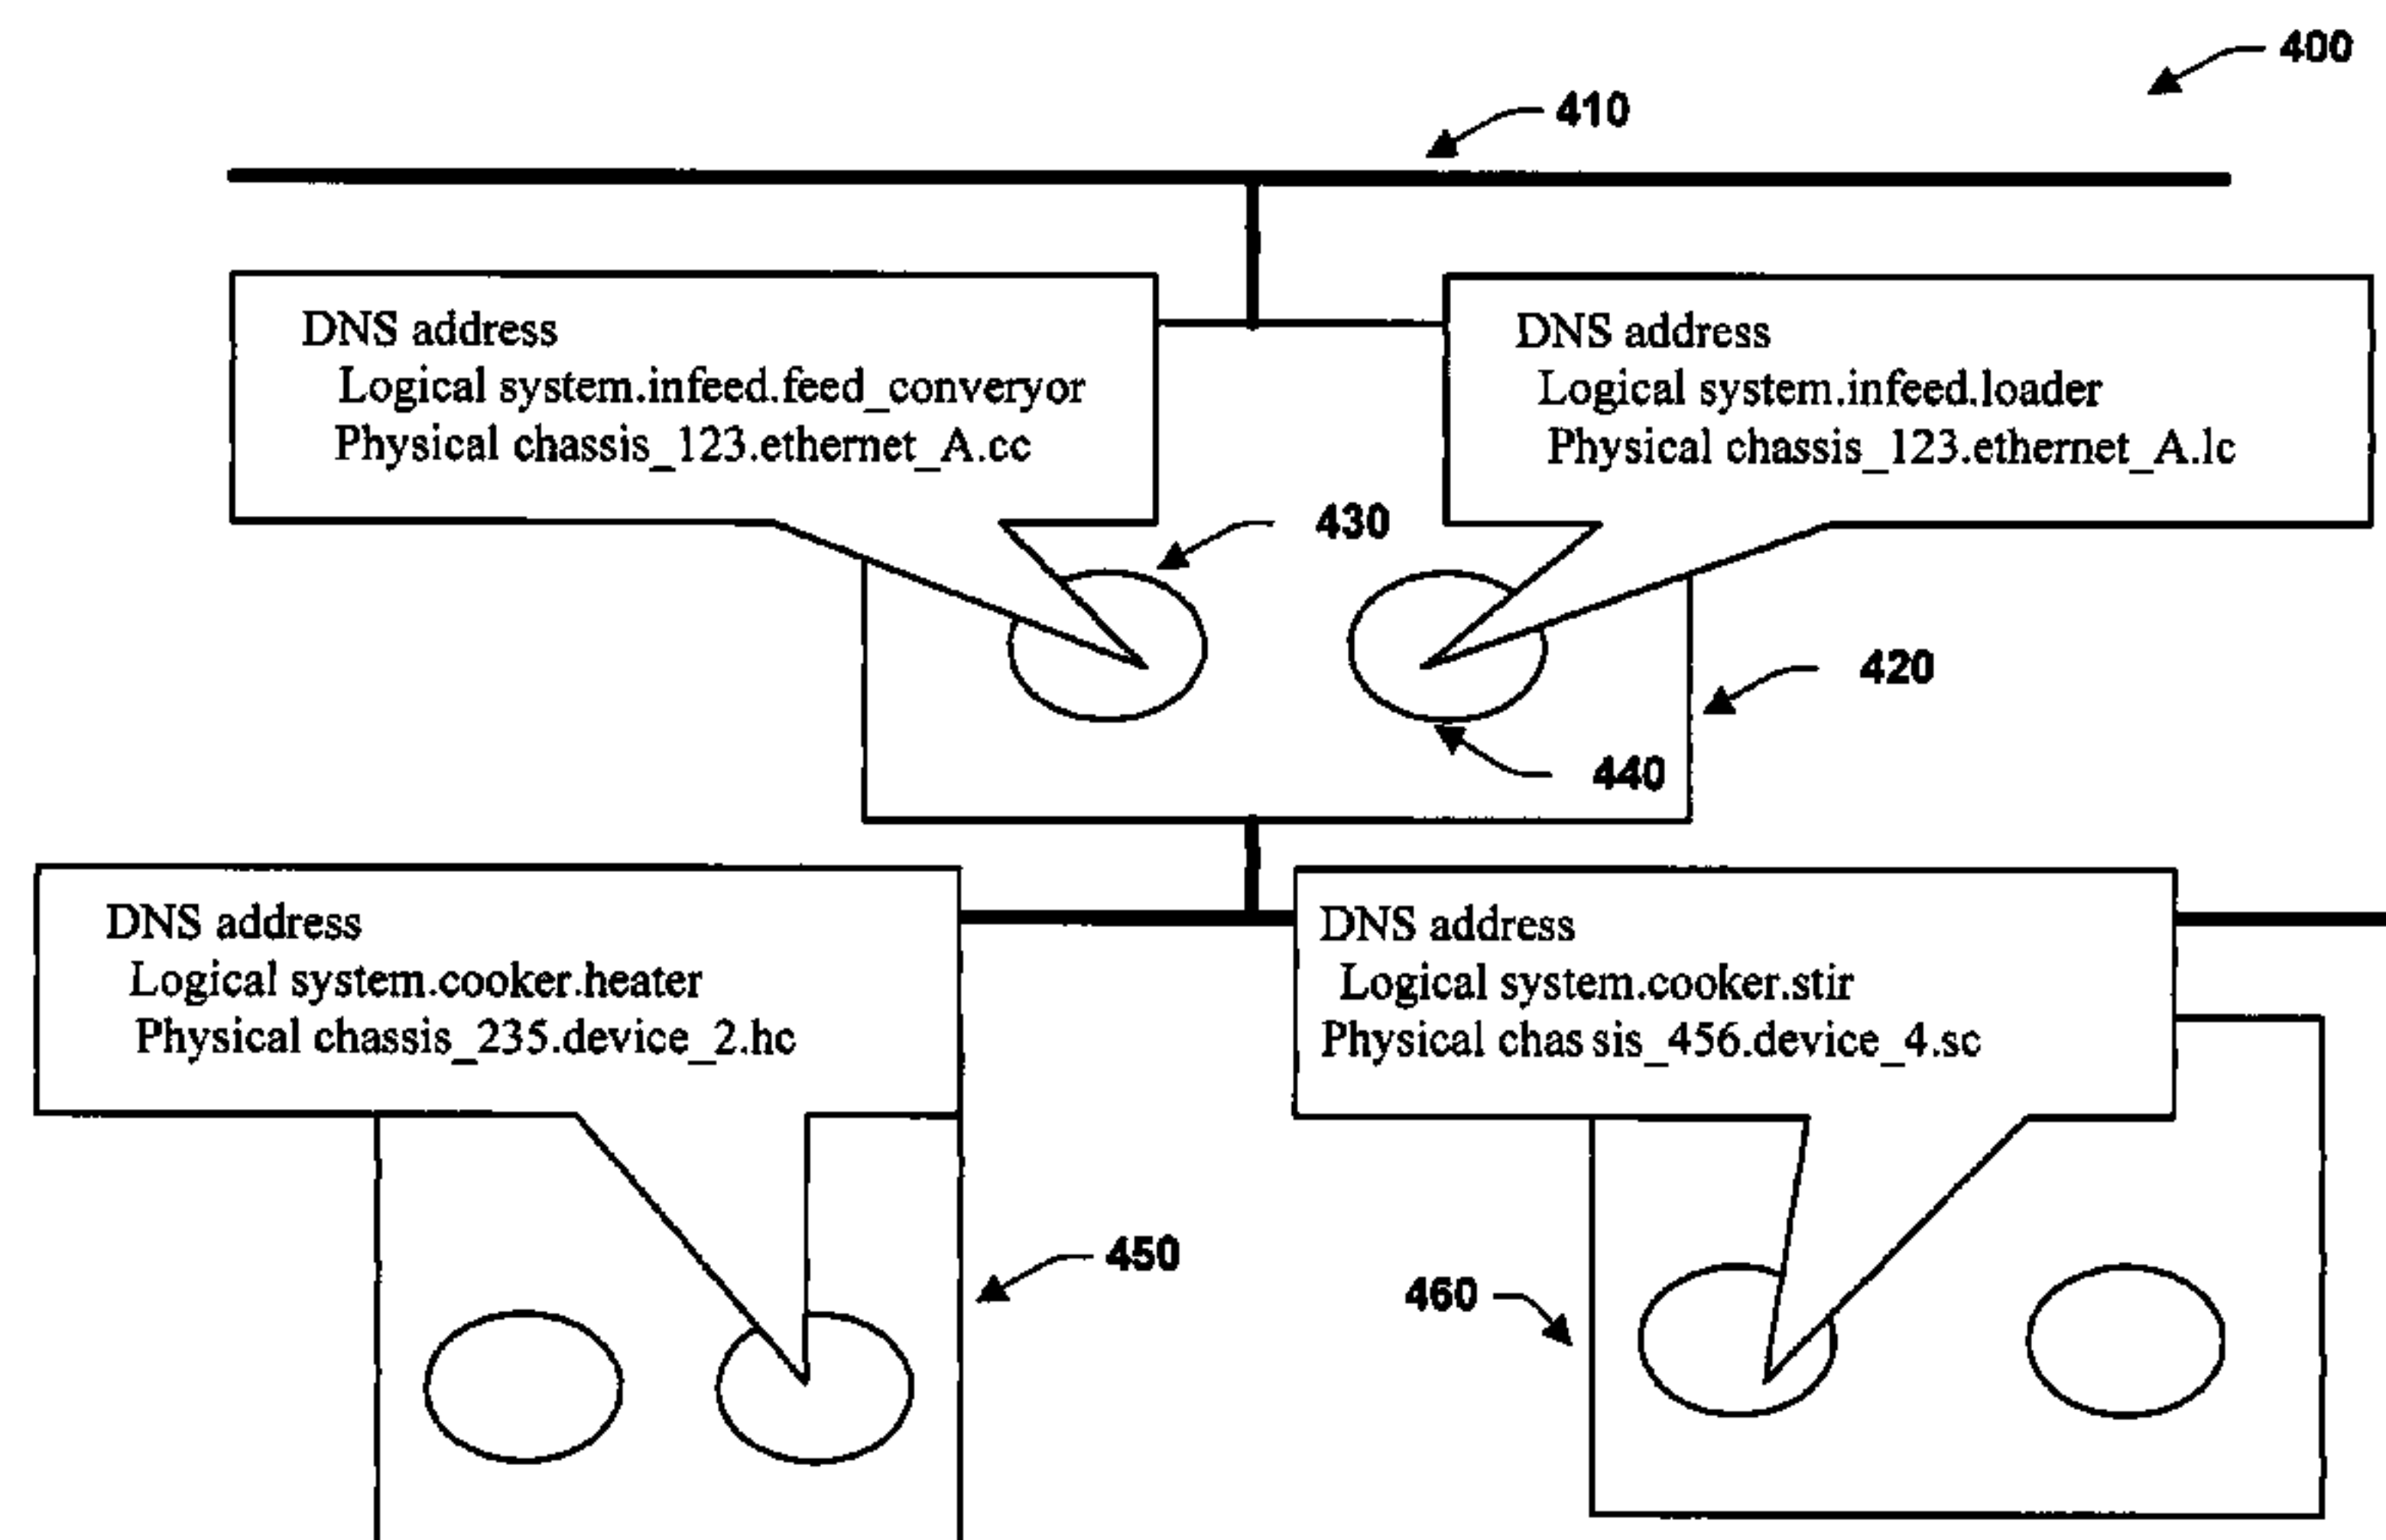 400
410
DNS address
Logical system.infeed.feed_converyor
Physical chassis_123.ethernet_A.cc
DNS address
Logical system.infeed.loader
Physical chassis_123.ethernet_A.lc
430
420
440
DNS address
Logical system.cooker.heater
Physical chassis_235.device_2.hc
DNS address
Logical system.cooker.stir
Physical chassis_456.device_4.sc
450
460